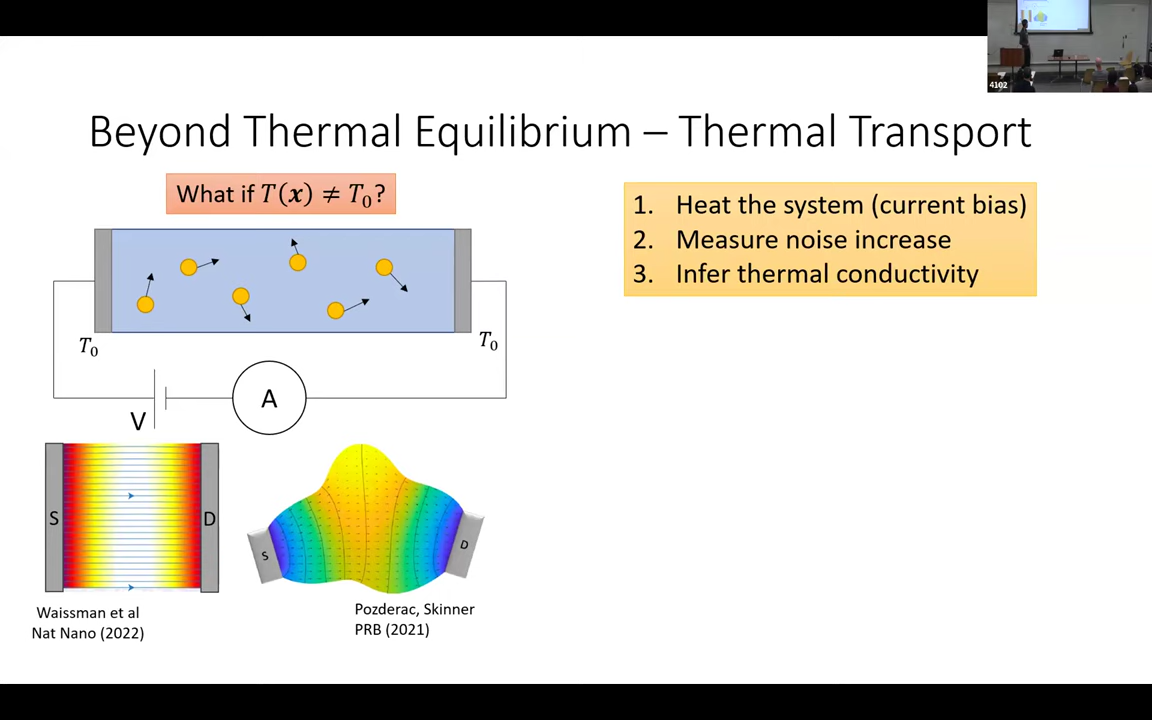 4102
Beyond Thermal Equilibrium – Thermal Transport
What if T(x) ≠ T₀?
1. Heat the system (current bias)
2. Measure noise increase
3. Infer thermal conductivity
T₀
T₀
A
V
S
D
S
D
Waissman et al
Nat Nano (2022)
Pozderac, Skinner
PRB (2021)